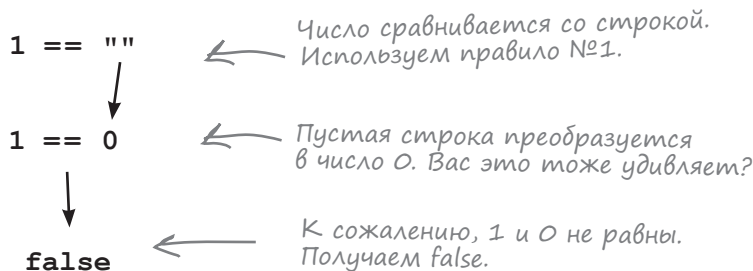 1 == ""
Число сравнивается со строкой.
Используем правило №1.
1 == 0
Пустая строка преобразуется
в число 0. Вас это тоже удивляет?
false
К сожалению, 1 и 0 не равны.
Получаем false.